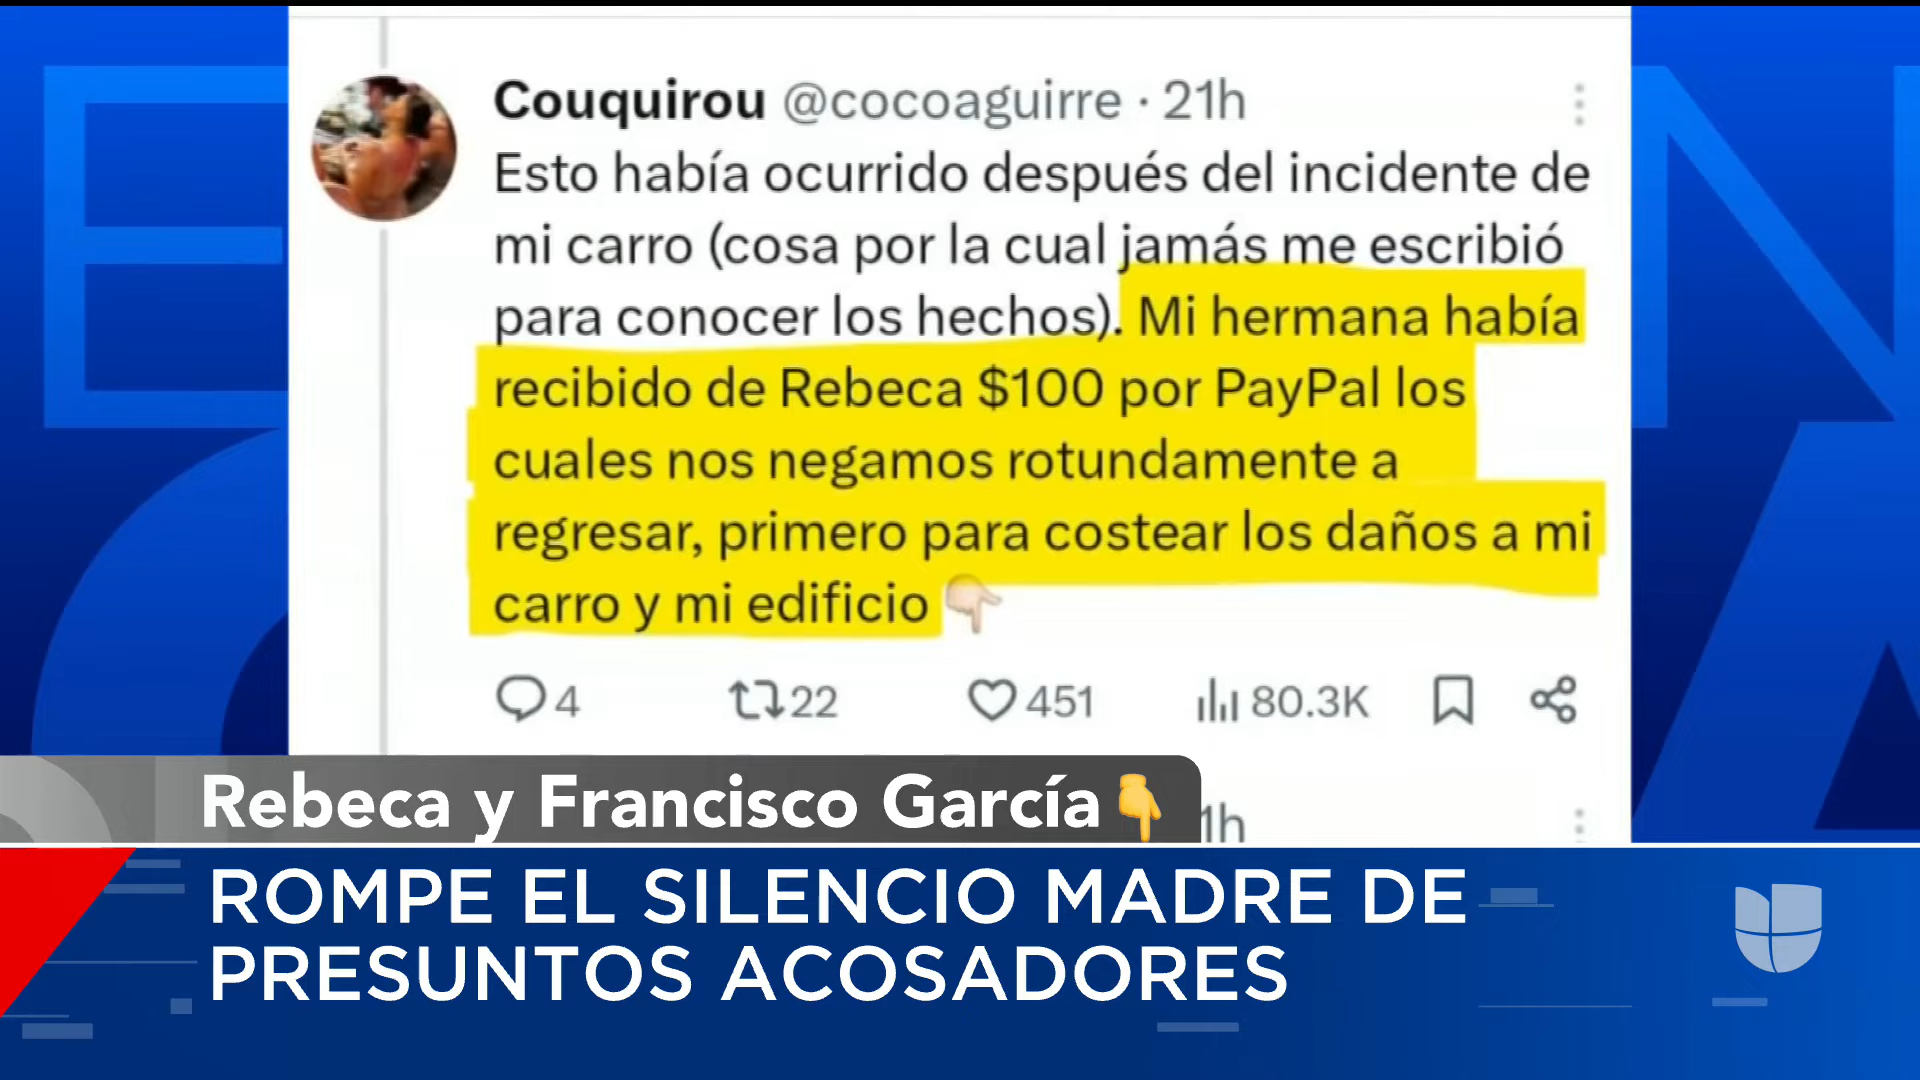 Couquirou @cocoaguirre · 21h
Esto había ocurrido después del incidente de
mi carro (cosa por la cual jamás me escribió
para conocer los hechos). Mi hermana había
recibido de Rebeca $100 por PayPal los
cuales nos negamos rotundamente a
regresar, primero para costear los daños a mi
carro y mi edificio 👇🏻
4 22 451 80.3K
1h
Rebeca y Francisco García👇
ROMPE EL SILENCIO MADRE DE
PRESUNTOS ACOSADORES